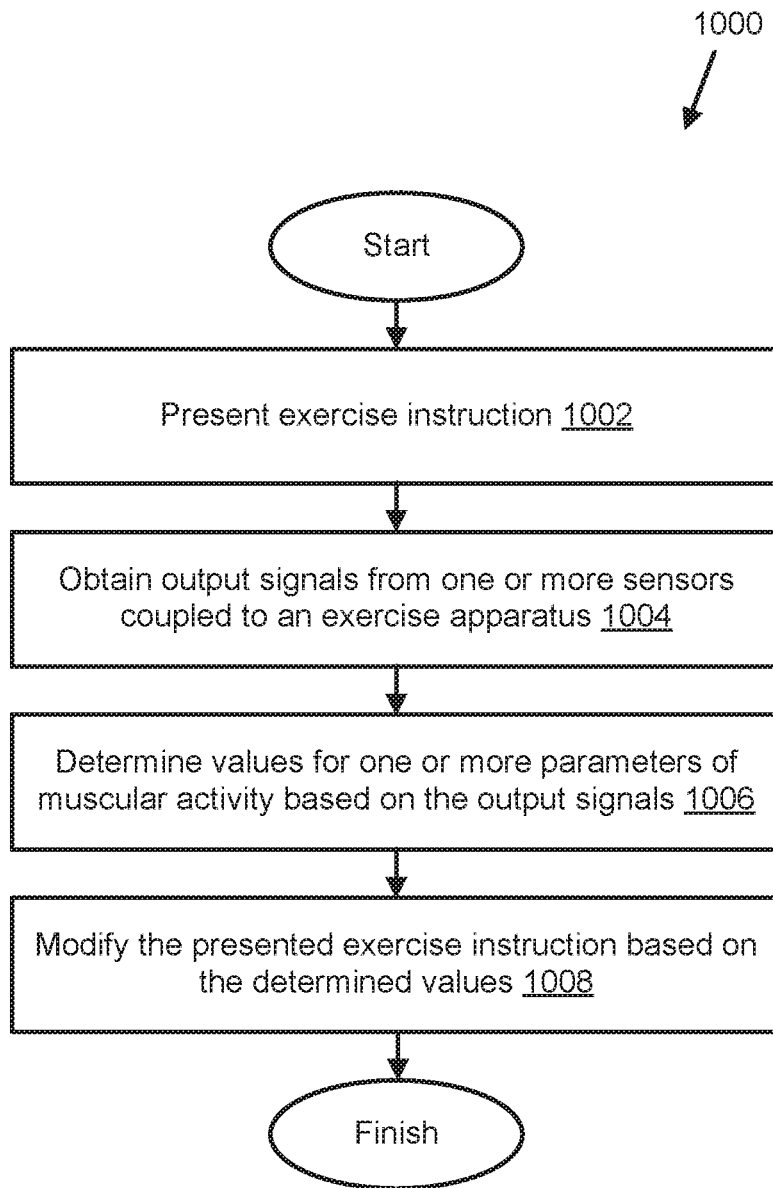 1000
Start
Present exercise instruction 1002
Obtain output signals from one or more sensors
coupled to an exercise apparatus 1004
Determine values for one or more parameters of
muscular activity based on the output signals 1006
Modify the presented exercise instruction based on
the determined values 1008
Finish